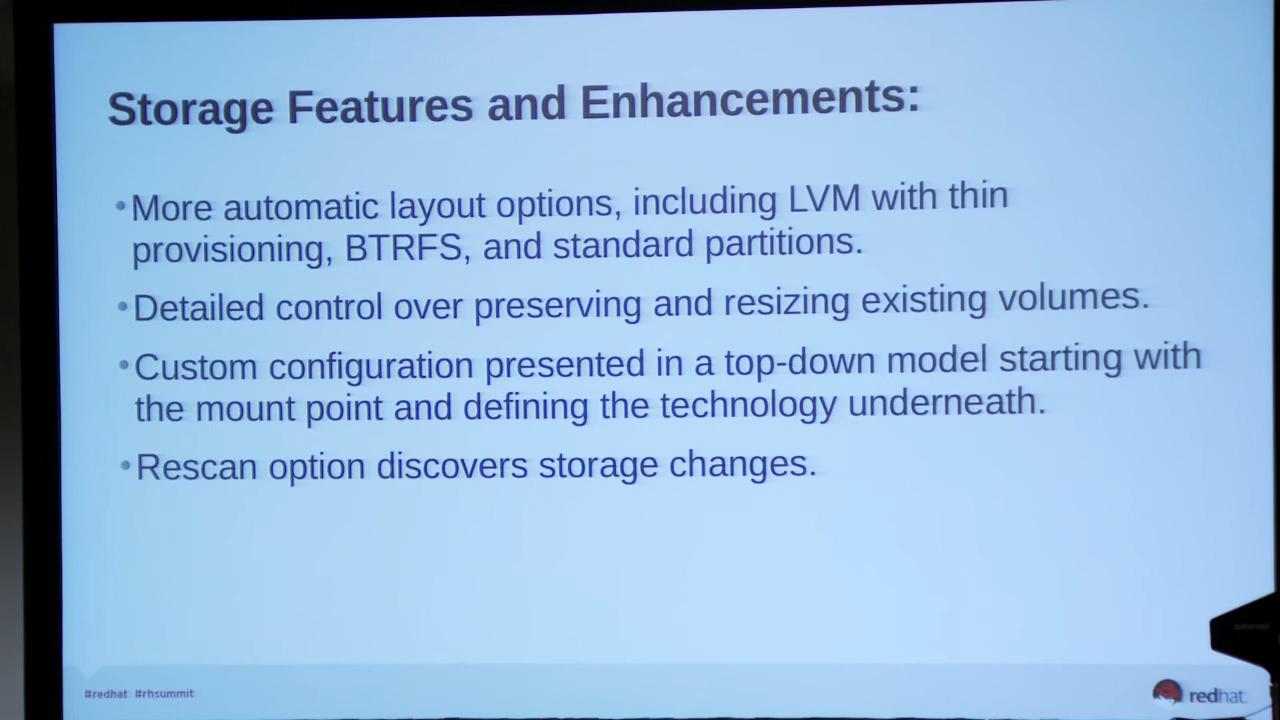 Storage Features and Enhancements:
•More automatic layout options, including LVM with thin
provisioning, BTRFS, and standard partitions.
•Detailed control over preserving and resizing existing volumes.
•Custom configuration presented in a top-down model starting with
the mount point and defining the technology underneath.
•Rescan option discovers storage changes.
#redhat #rhsummit
redhat